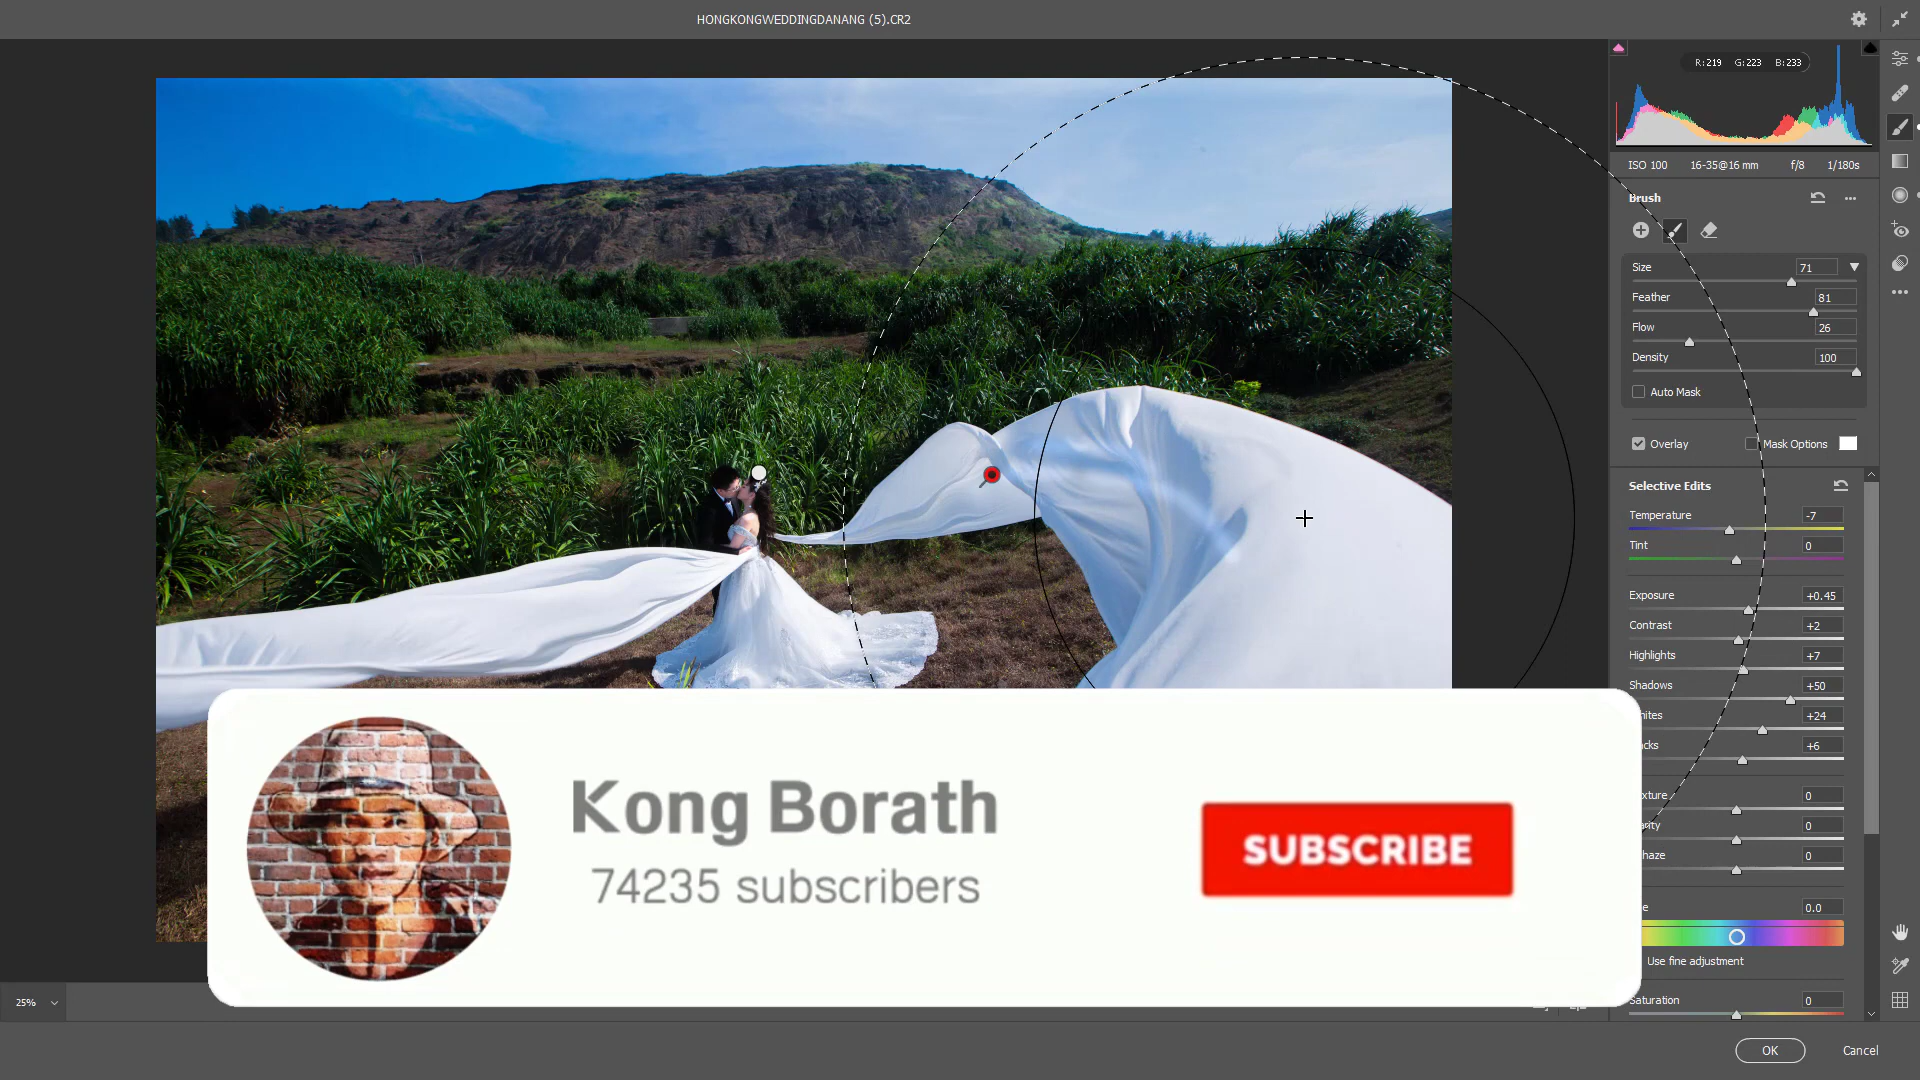 HONGKONGWEDDINGDANANG (5).CR2
R:219 G:223 B:233
ISO 100 16-35@16 mm f/8 1/180s
Brush
Size 71
Feather 81
Flow 26
Density 100
Auto Mask
Overlay Mask Options
Selective Edits
Temperature -7
Tint 0
Exposure +0.45
Contrast +2
Highlights +7
Shadows +50
+24
+6
0
0
0
0.0
Use fine adjustment
Saturation 0
Kong Borath
74235 subscribers
SUBSCRIBE
25%
OK Cancel